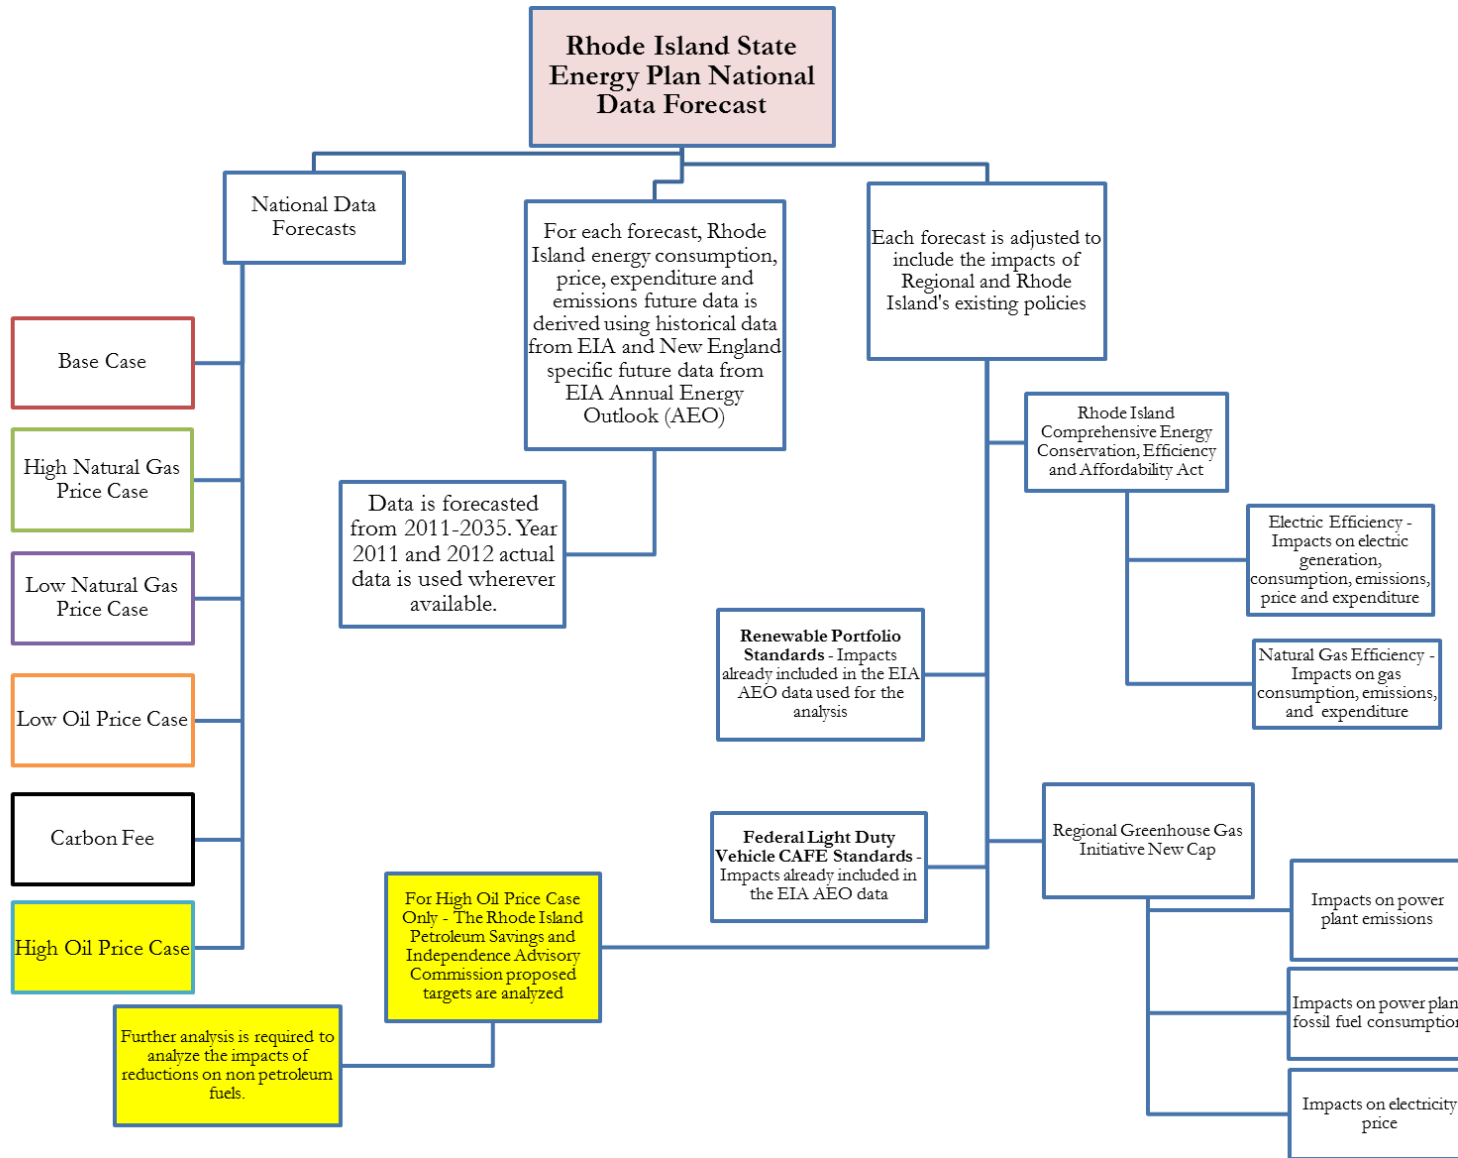 Rhode Island State
Energy Plan National
Data Forecast
National Data
Forecasts
For each forecast, Rhode
Island energy consumption,
price, expenditure and
emissions future data is
derived using historical data
from EIA and New England
specific future data from
EIA Annual Energy
Outlook (AEO)
Each forecast is adjusted to
include the impacts of
Regional and Rhode
Island's existing policies
Base Case
High Natural Gas
Price Case
Low Natural Gas
Price Case
Low Oil Price Case
Carbon Fee
High Oil Price Case
Data is forecasted
from 2011-2035. Year
2011 and 2012 actual
data is used wherever
available.
Rhode Island
Comprehensive Energy
Conservation, Efficiency
and Affordability Act
Electric Efficiency -
Impacts on electric
generation,
consumption, emissions,
price and expenditure
Natural Gas Efficiency -
Impacts on gas
consumption, emissions,
and expenditure
Renewable Portfolio
Standards - Impacts
already included in the EIA
AEO data used for the
analysis
Federal Light Duty
Vehicle CAFE Standards -
Impacts already included in
the EIA AEO data
Regional Greenhouse Gas
Initiative New Cap
Impacts on power
plant emissions
Impacts on power plant
fossil fuel consumption
Impacts on electricity
price
For High Oil Price Case
Only - The Rhode Island
Petroleum Savings and
Independence Advisory
Commission proposed
targets are analyzed
Further analysis is required to
analyze the impacts of
reductions on non petroleum
fuels.